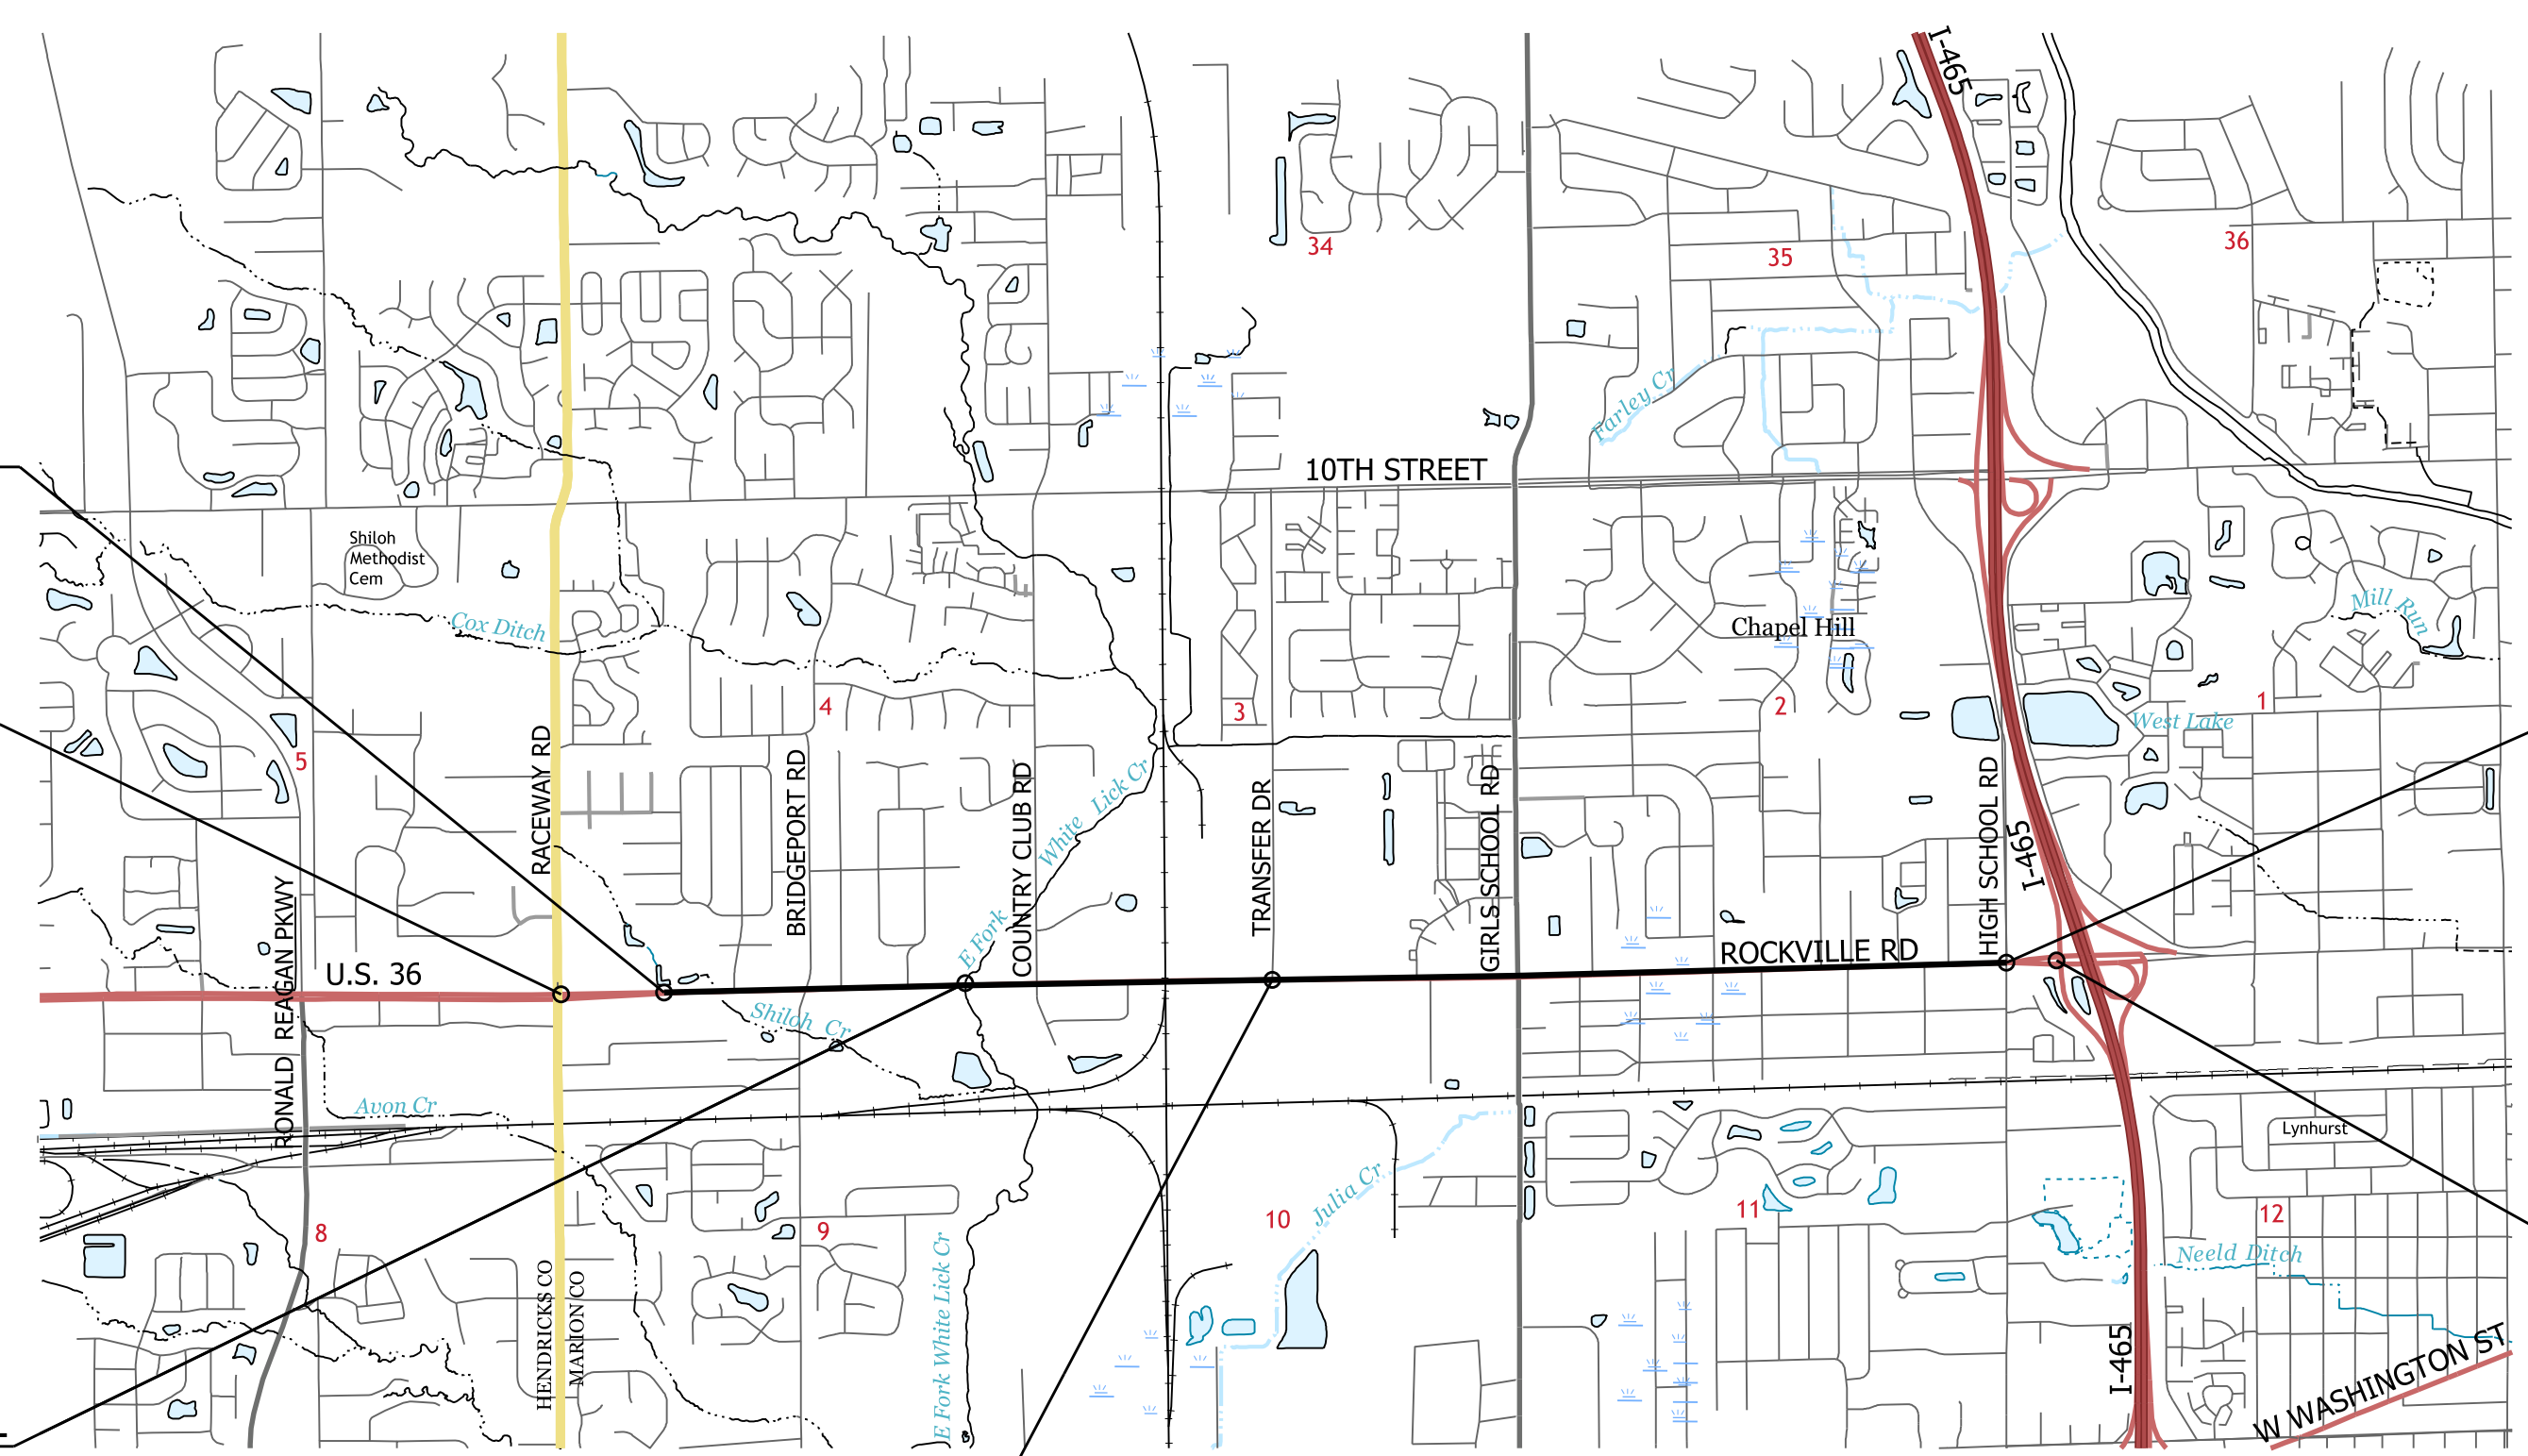 I-465
34
35
36
Farley Cr
10TH STREET
Shiloh
Methodist
Cem
Cox Ditch
Mill Run
Chapel Hill
4
3
2
1
West Lake
5
RACEWAY RD
BRIDGEPORT RD
COUNTRY CLUB RD
White Lick Cr
TRANSFER DR
GIRLS SCHOOL RD
HIGH SCHOOL RD
I-465
E Fork
ROCKVILLE RD
U.S. 36
RONALD REAGAN PKWY
Shiloh Cr
Avon Cr
Lynhurst
Julia Cr
8
9
10
11
12
E Fork White Lick Cr
Neeld Ditch
HENDRICKS CO
MARION CO
I-465
W WASHINGTON ST